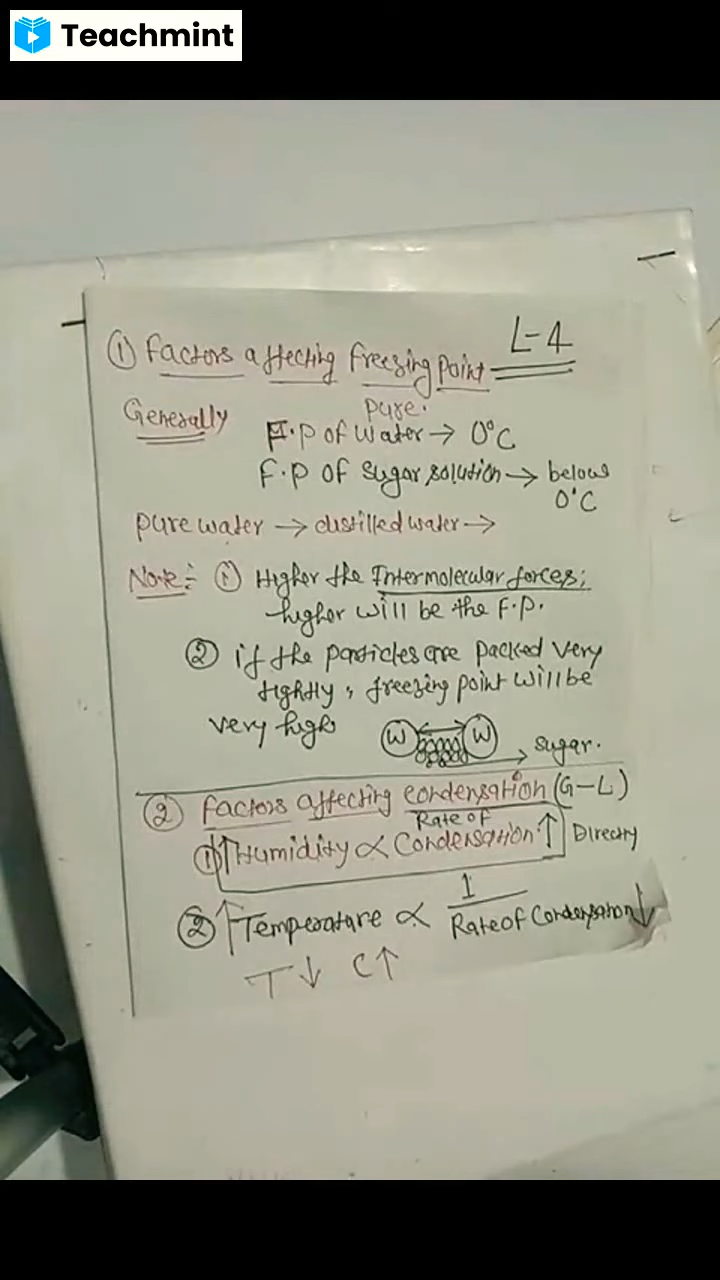 Teachmint
L-4
① Factors affecting freezing point
pure.
Generally F.P of water → 0°C
F.P of sugar solution → below 0°C
pure water → distilled water →
Note:- ① Higher the Intermolecular forces;
higher will be the F.P.
② if the particles are packed very
tightly, freezing point will be
very high
W W → sugar.
② factors affecting condensation (G-L)
Rate of
① ↑ Humidity ∝ Condensation ↑ Directly
② ↑ Temperature ∝ 1 / Rate of Condensation ↓
T ↓ C ↑